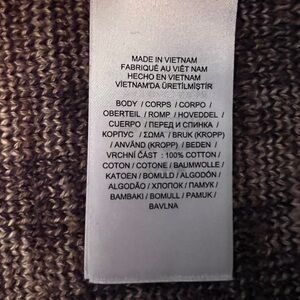 MADE IN VIETNAM
FABRIQUÉ AU VIÊT NAM
HECHO EN VIETNAM
VİETNAM'DA ÜRETİLMİŞTİR
BODY / CORPS / CORPO /
OBERTEIL / ROMP / HOVEDDEL /
CUERPO / ПЕРЕД И СПИНКА /
КОРПУС / ΣΩΜΑ / BRUK (KROPP)
/ ANVÄND (KROPP) / BEDEN /
VRCHNÍ ČÁST : 100% COTTON /
COTON / COTONE / BAUMWOLLE /
KATOEN / BOMULD / ALGODÓN /
ALGODÃO / ХЛОПОК / ПАМУК /
BAMBAKI / BOMULL / PAMUK /
BAVLNA